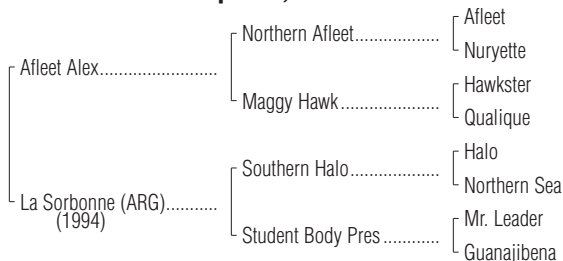 Afleet
Northern Afleet..................
Nuryette
Afleet Alex.........................
Hawkster
Maggy Hawk.....................
Qualique
Halo
Southern Halo...................
Northern Sea
La Sorbonne (ARG)...........
(1994)
Mr. Leader
Student Body Pres............
Guanajibena